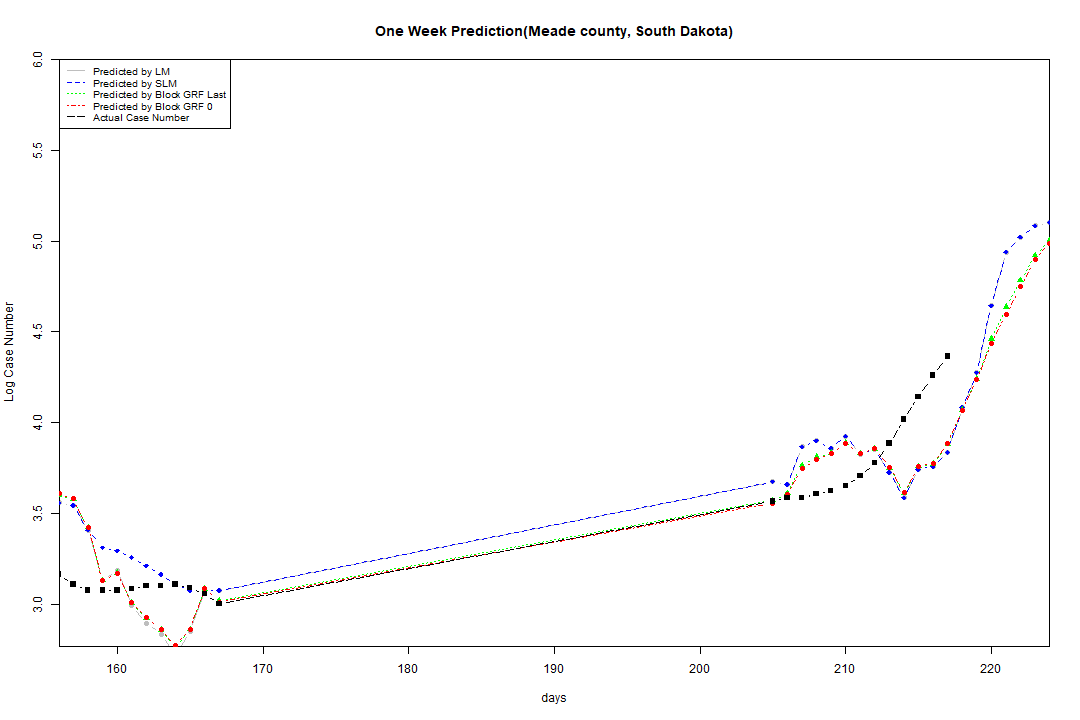 One Week Prediction(Meade county, South Dakota)
Predicted by LM
Predicted by SLM
Predicted by Block GRF Last
Predicted by Block GRF 0
Actual Case Number
Log Case Number
6.0
5.5
5.0
4.5
4.0
3.5
3.0
160 170 180 190 200 210 220
days